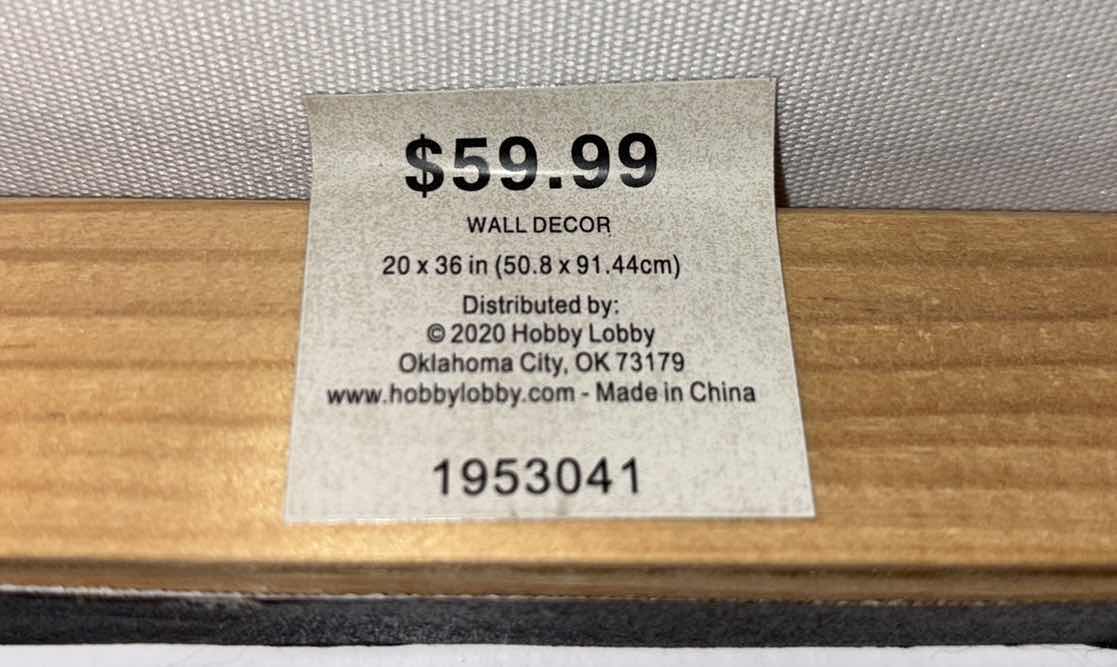 $59.99
WALL DECOR
20 x 36 in (50.8 x 91.44cm)
Distributed by:
© 2020 Hobby Lobby
Oklahoma City, OK 73179
www.hobbylobby.com - Made in China
1953041